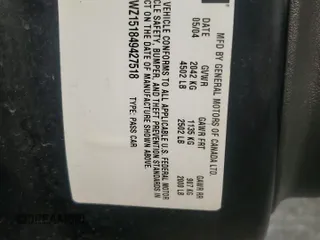 MFD BY GENERAL MOTORS OF CANADA LTD.
DATE GVWR GAWR FRT GAWR RR
05/04 2042 KG 1135 KG 907 KG
4502 LB 2502 LB 2000 LB
VEHICLE CONFORMS TO ALL APPLICABLE U.S. FEDERAL MOTOR
VEHICLE SAFETY, BUMPER, AND THEFT PREVENTION STANDARDS IN
EFFECT ON THE DATE OF MANUFACTURE SHOWN ABOVE.
WZ151849427518 TYPE: PASS CAR